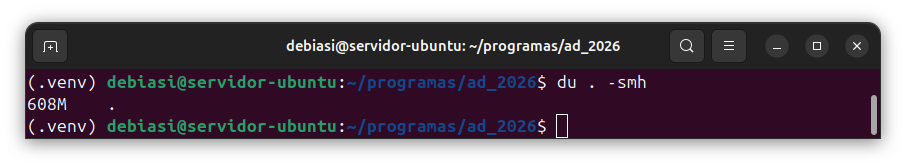 debiasi@servidor-ubuntu: ~/programas/ad_2026
(.venv) debiasi@servidor-ubuntu:~/programas/ad_2026$ du . -smh
608M    .
(.venv) debiasi@servidor-ubuntu:~/programas/ad_2026$